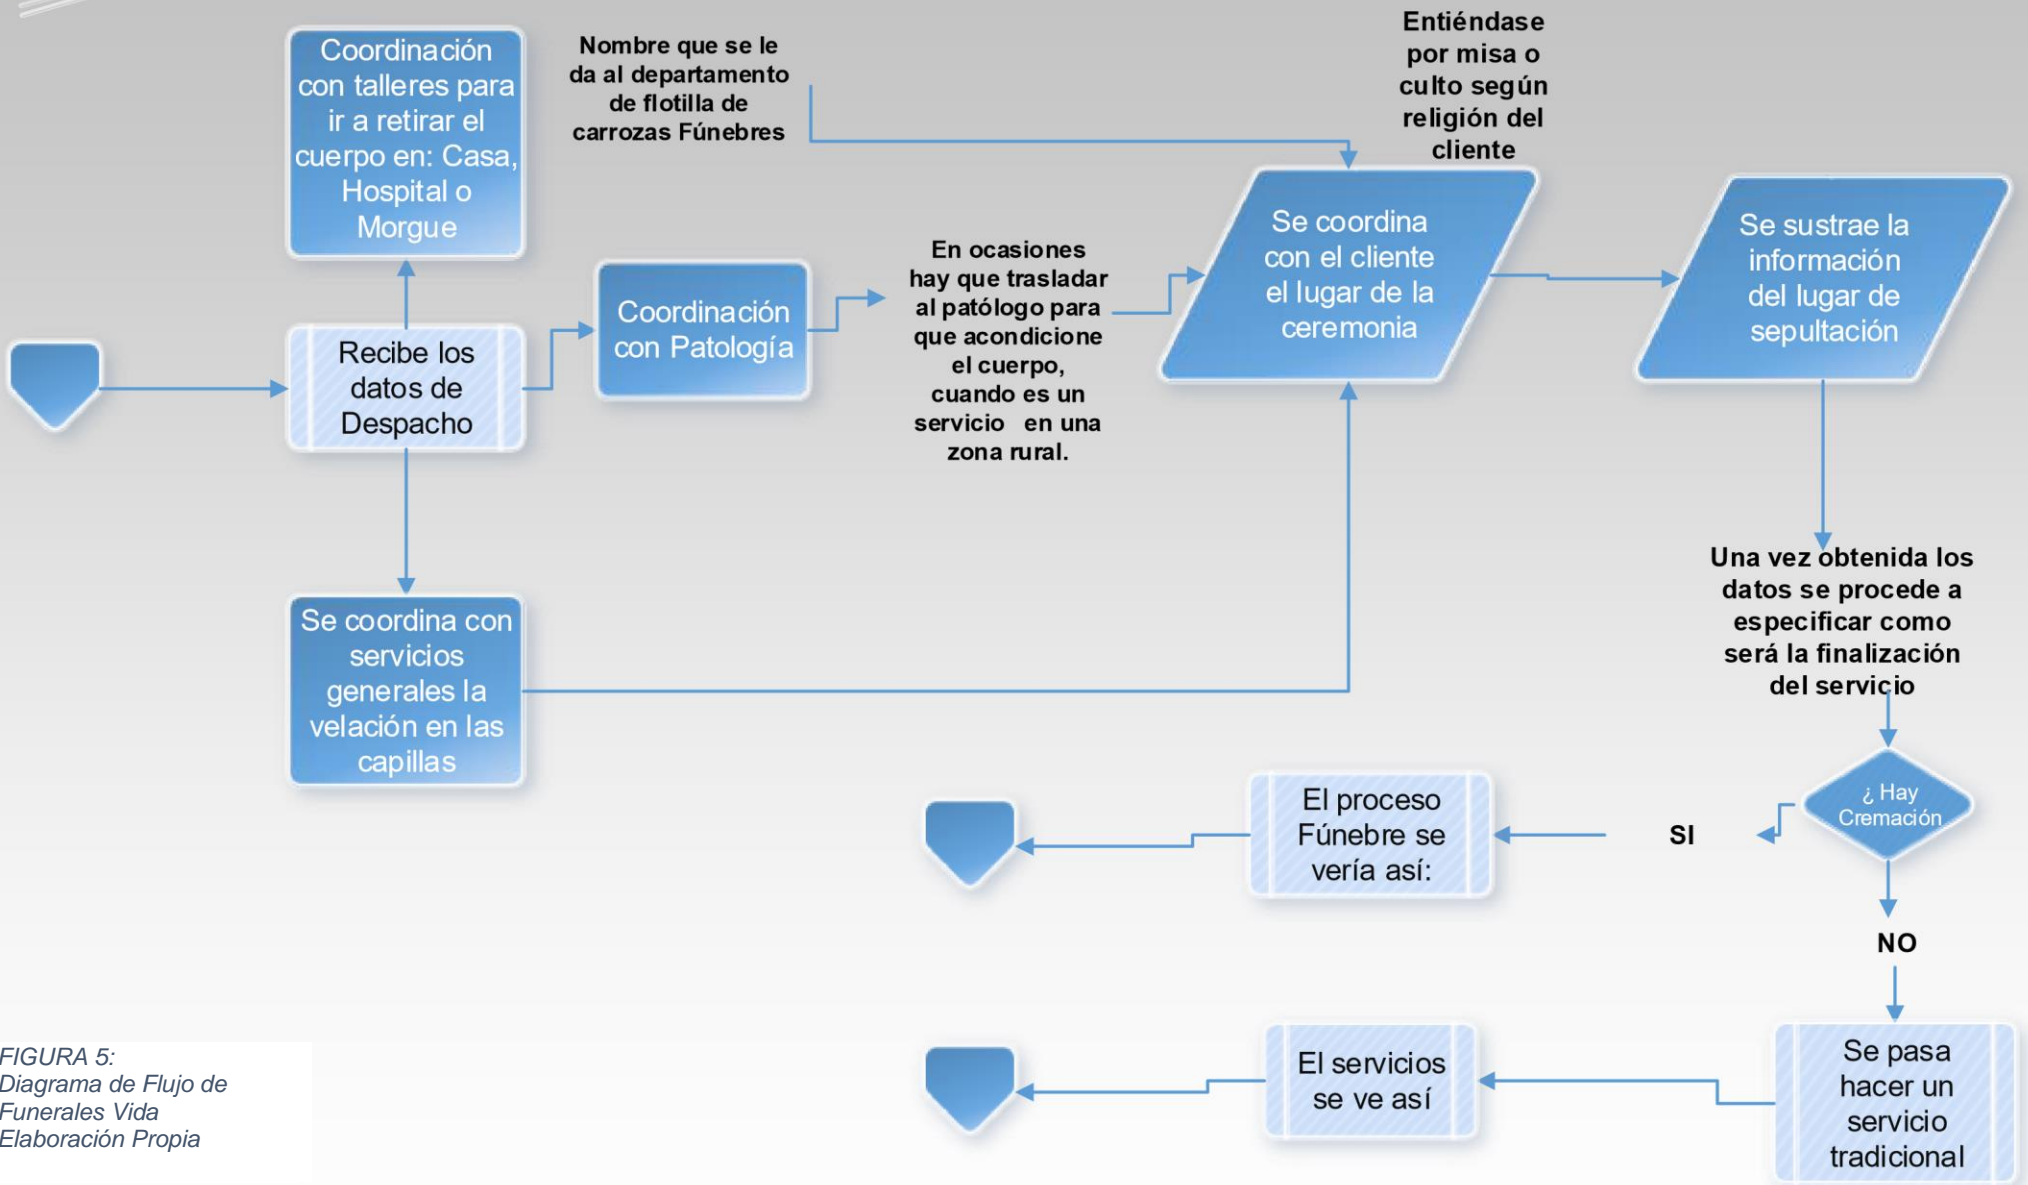 Coordinación
con talleres para
ir a retirar el
cuerpo en: Casa,
Hospital o
Morgue
Nombre que se le
da al departamento
de flotilla de
carrozas Fúnebres
Entiéndase
por misa o
culto según
religión del
cliente
Recibe los
datos de
Despacho
Coordinación
con Patología
En ocasiones
hay que trasladar
al patólogo para
que acondicione
el cuerpo,
cuando es un
servicio en una
zona rural.
Se coordina
con el cliente
el lugar de la
ceremonia
Se sustrae la
información
del lugar de
sepultación
Se coordina con
servicios
generales la
velación en las
capillas
Una vez obtenida los
datos se procede a
especificar como
será la finalización
del servicio
¿ Hay
Cremación
SI
El proceso
Fúnebre se
vería así:
NO
Se pasa
hacer un
servicio
tradicional
El servicios
se ve así
FIGURA 5:
Diagrama de Flujo de
Funerales Vida
Elaboración Propia